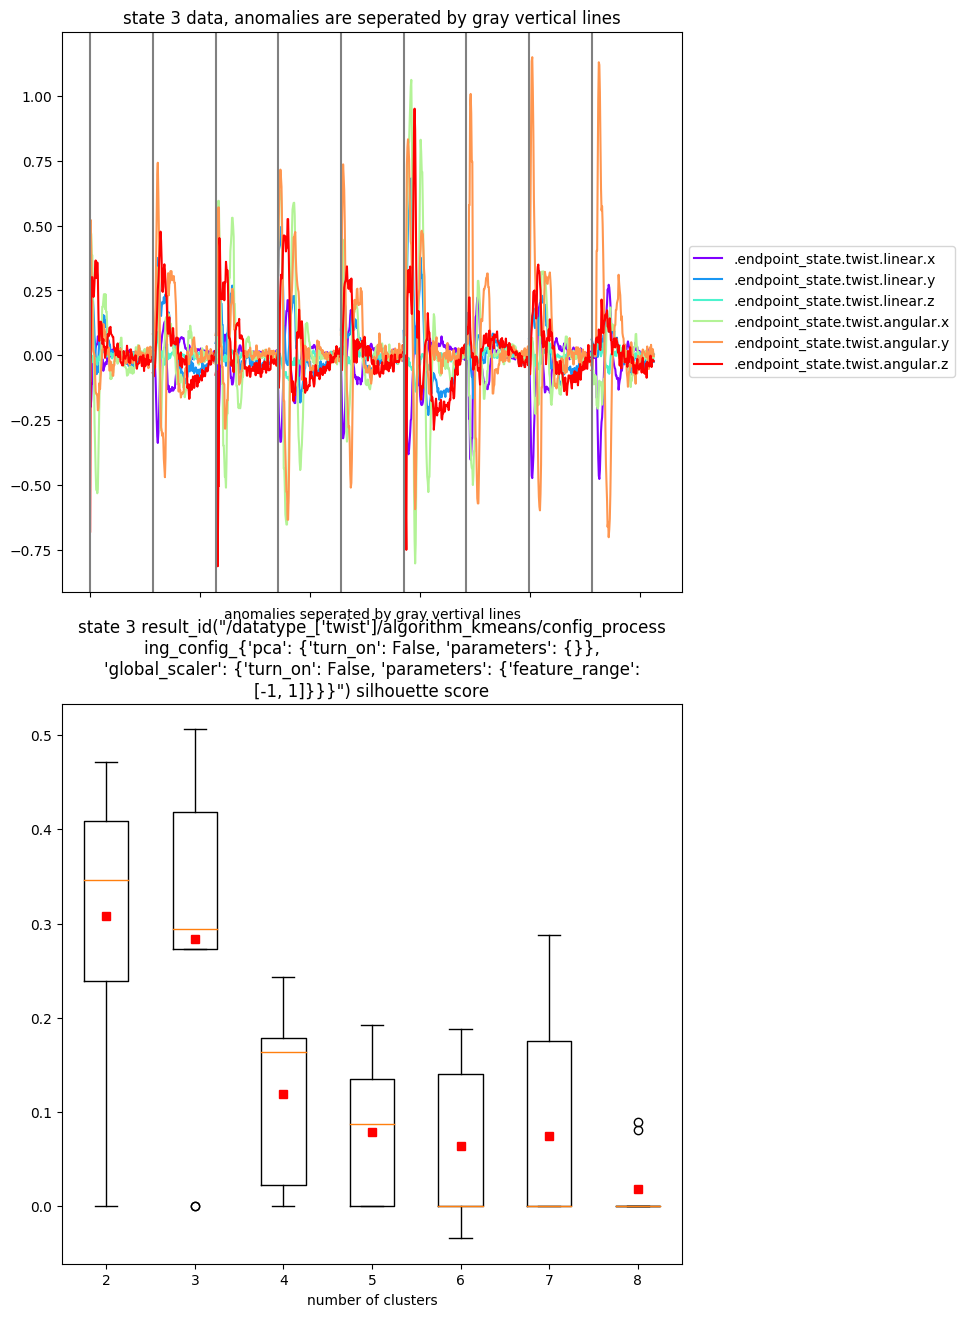 state 3 data, anomalies are seperated by gray vertical lines
1.00
0.75
0.50
0.25
0.00
−0.25
−0.50
−0.75
.endpoint_state.twist.linear.x
.endpoint_state.twist.linear.y
.endpoint_state.twist.linear.z
.endpoint_state.twist.angular.x
.endpoint_state.twist.angular.y
.endpoint_state.twist.angular.z
anomalies seperated by gray vertival lines
state 3 result_id("/datatype_['twist']/algorithm_kmeans/config_process
ing_config_{'pca': {'turn_on': False, 'parameters': {}},
'global_scaler': {'turn_on': False, 'parameters': {'feature_range':
[-1, 1]}}}") silhouette score
0.5
0.4
0.3
0.2
0.1
0.0
2 3 4 5 6 7 8
number of clusters